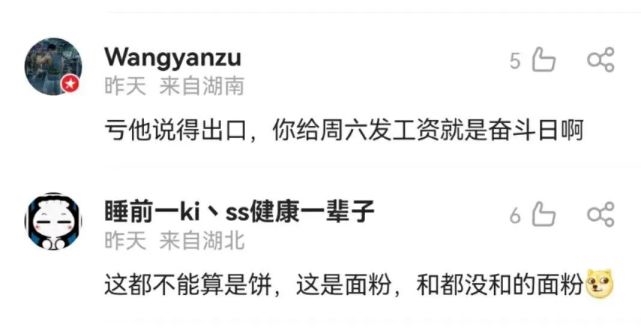 Wangyanzu
5
昨天 来自湖南
亏他说得出口，你给周六发工资就是奋斗日啊
睡前一ki丶ss健康一辈子
6
昨天 来自湖北
这都不能算是饼，这是面粉，和都没和的面粉